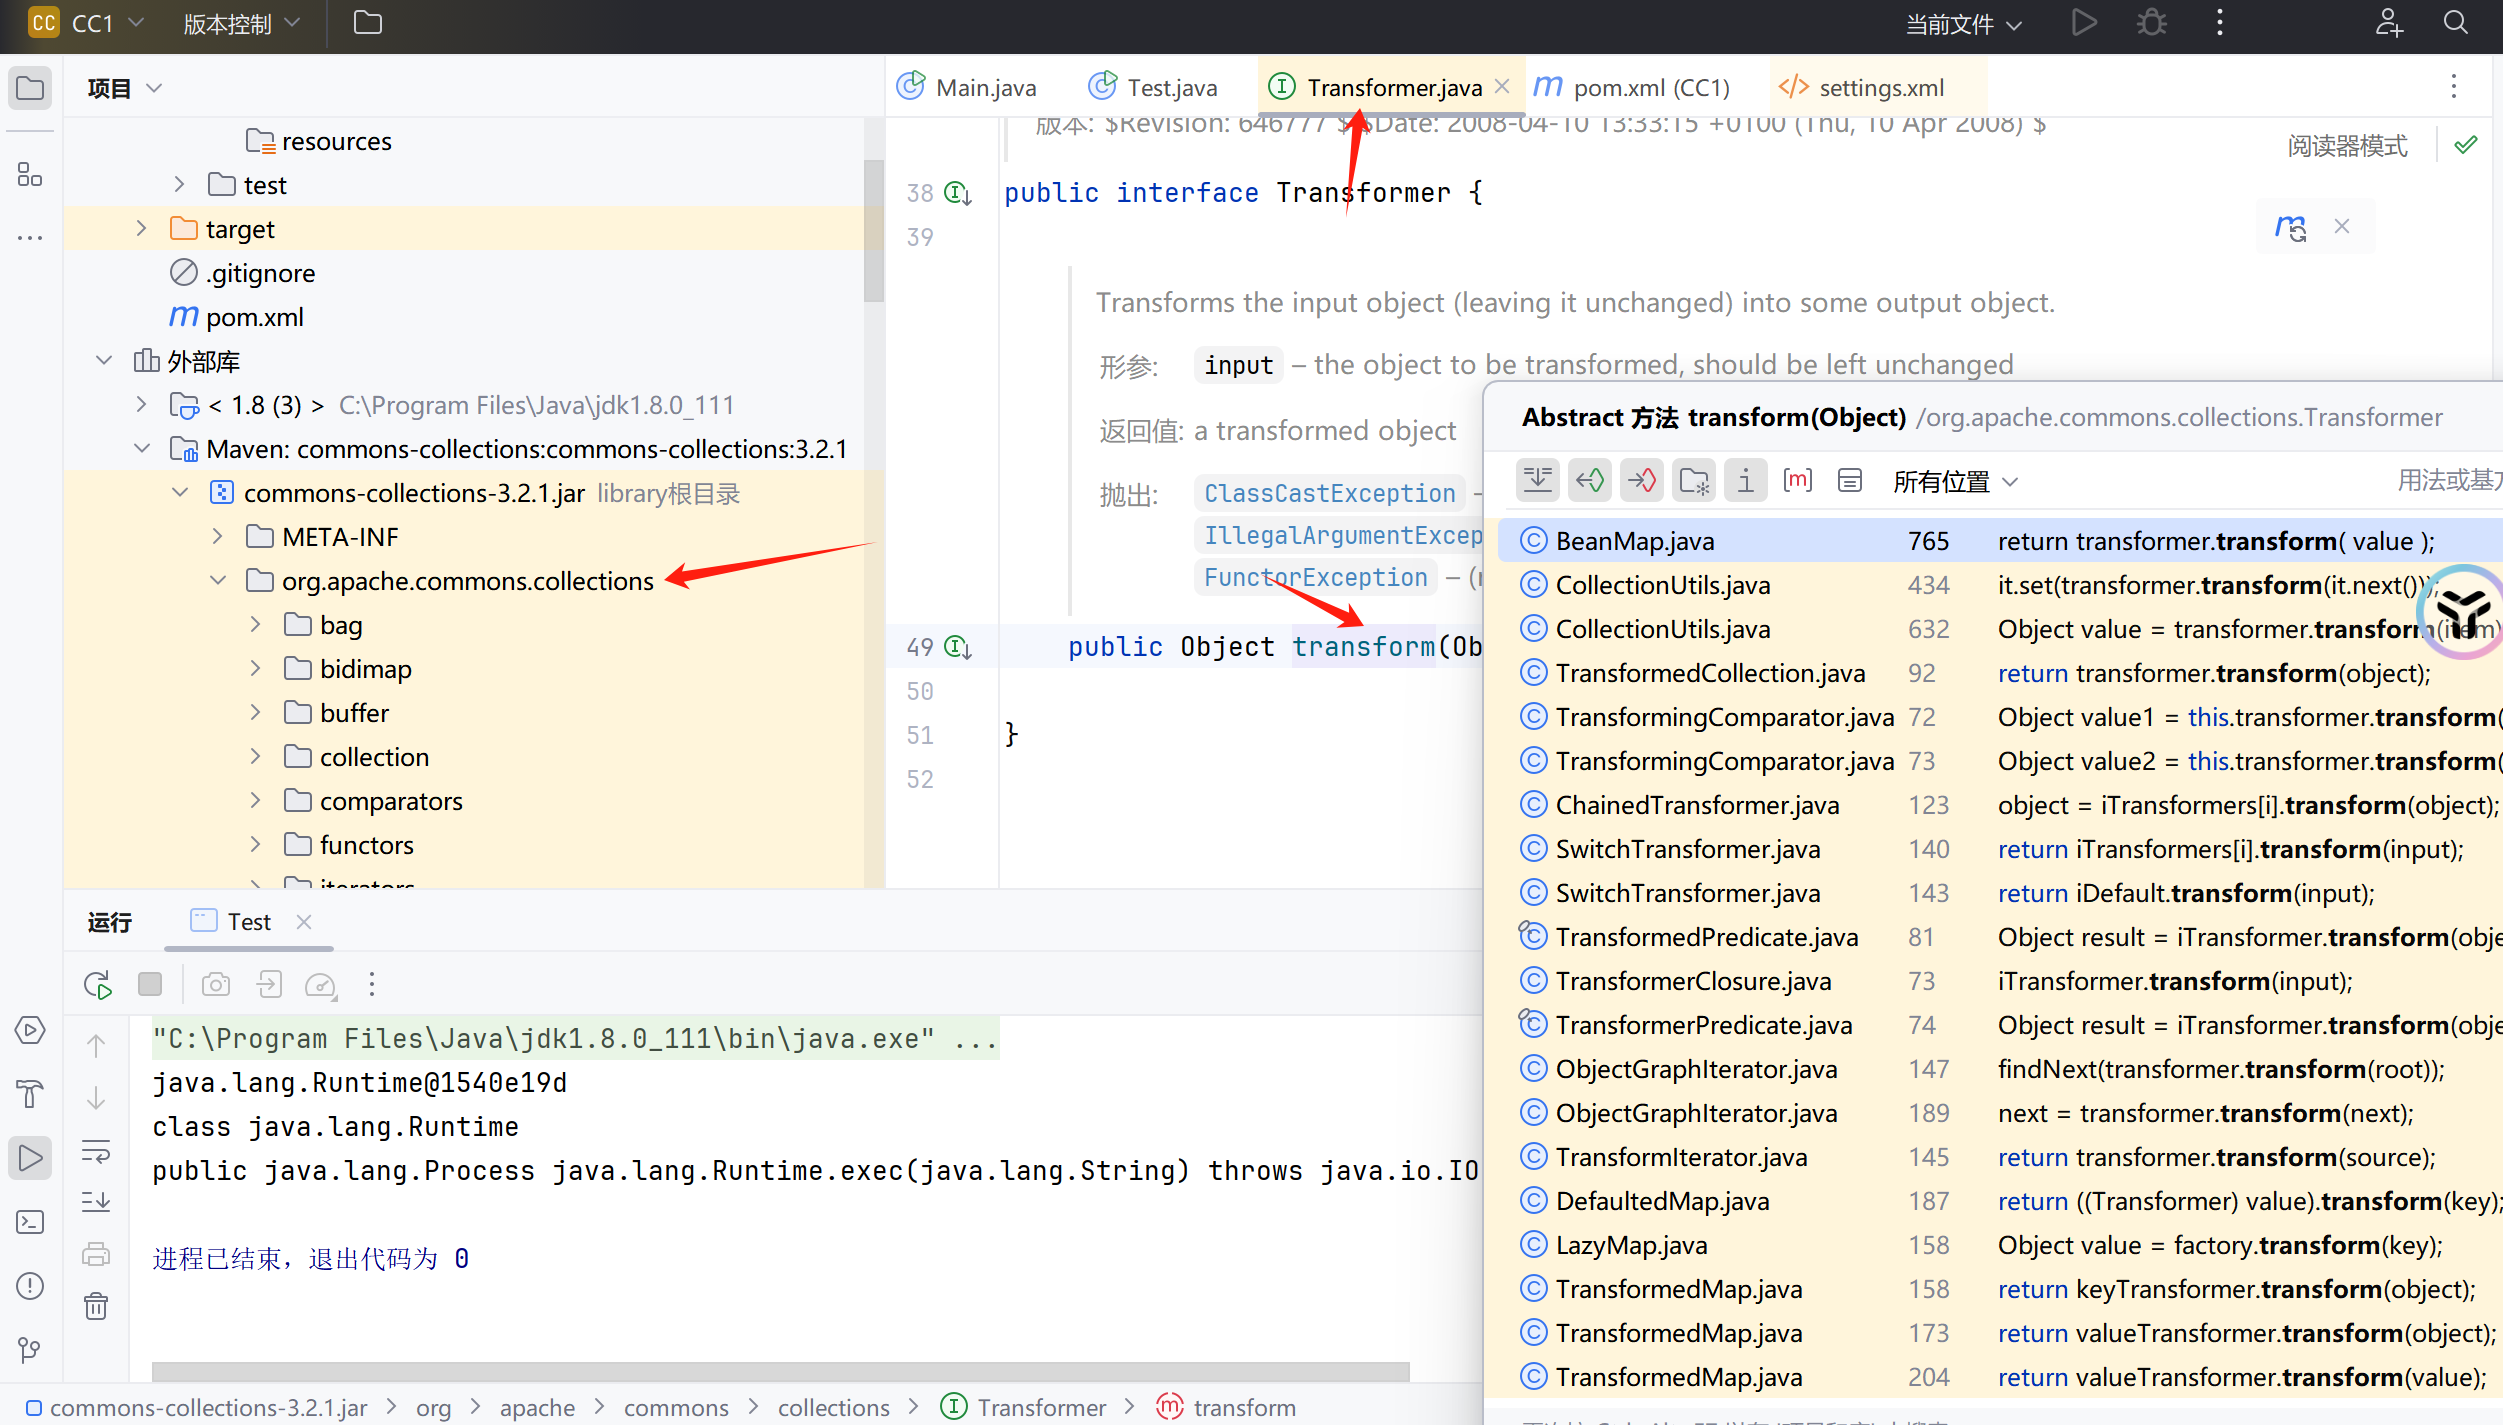 CC CC1 版本控制 当前文件
项目
resources
test
target
.gitignore
pom.xml
外部库
< 1.8 (3) > C:\Program Files\Java\jdk1.8.0_111
Maven: commons-collections:commons-collections:3.2.1
commons-collections-3.2.1.jar library根目录
META-INF
org.apache.commons.collections
bag
bidimap
buffer
collection
comparators
functors
iterators
Main.java Test.java Transformer.java pom.xml (CC1) settings.xml
版本: $Revision: 646777 $ $Date: 2008-04-10 13:33:15 +0100 (Thu, 10 Apr 2008) $
阅读器模式
38 public interface Transformer {
39
Transforms the input object (leaving it unchanged) into some output object.
形参: input – the object to be transformed, should be left unchanged
返回值: a transformed object
抛出: ClassCastException –
IllegalArgumentExcep
FunctorException – (
49 public Object transform(Ob
50
51 }
52
Abstract 方法 transform(Object) /org.apache.commons.collections.Transformer
所有位置 用法或基方
BeanMap.java 765 return transformer.transform( value );
CollectionUtils.java 434 it.set(transformer.transform(it.next()));
CollectionUtils.java 632 Object value = transformer.transform(item)
TransformedCollection.java 92 return transformer.transform(object);
TransformingComparator.java 72 Object value1 = this.transformer.transform(
TransformingComparator.java 73 Object value2 = this.transformer.transform(
ChainedTransformer.java 123 object = iTransformers[i].transform(object);
SwitchTransformer.java 140 return iTransformers[i].transform(input);
SwitchTransformer.java 143 return iDefault.transform(input);
TransformedPredicate.java 81 Object result = iTransformer.transform(obje
TransformerClosure.java 73 iTransformer.transform(input);
TransformerPredicate.java 74 Object result = iTransformer.transform(obje
ObjectGraphIterator.java 147 findNext(transformer.transform(root));
ObjectGraphIterator.java 189 next = transformer.transform(next);
TransformIterator.java 145 return transformer.transform(source);
DefaultedMap.java 187 return ((Transformer) value).transform(key);
LazyMap.java 158 Object value = factory.transform(key);
TransformedMap.java 158 return keyTransformer.transform(object);
TransformedMap.java 173 return valueTransformer.transform(object);
TransformedMap.java 204 return valueTransformer.transform(value);
运行 Test
"C:\Program Files\Java\jdk1.8.0_111\bin\java.exe" ...
java.lang.Runtime@1540e19d
class java.lang.Runtime
public java.lang.Process java.lang.Runtime.exec(java.lang.String) throws java.io.IO
进程已结束，退出代码为 0
commons-collections-3.2.1.jar > org > apache > commons > collections > Transformer > transform